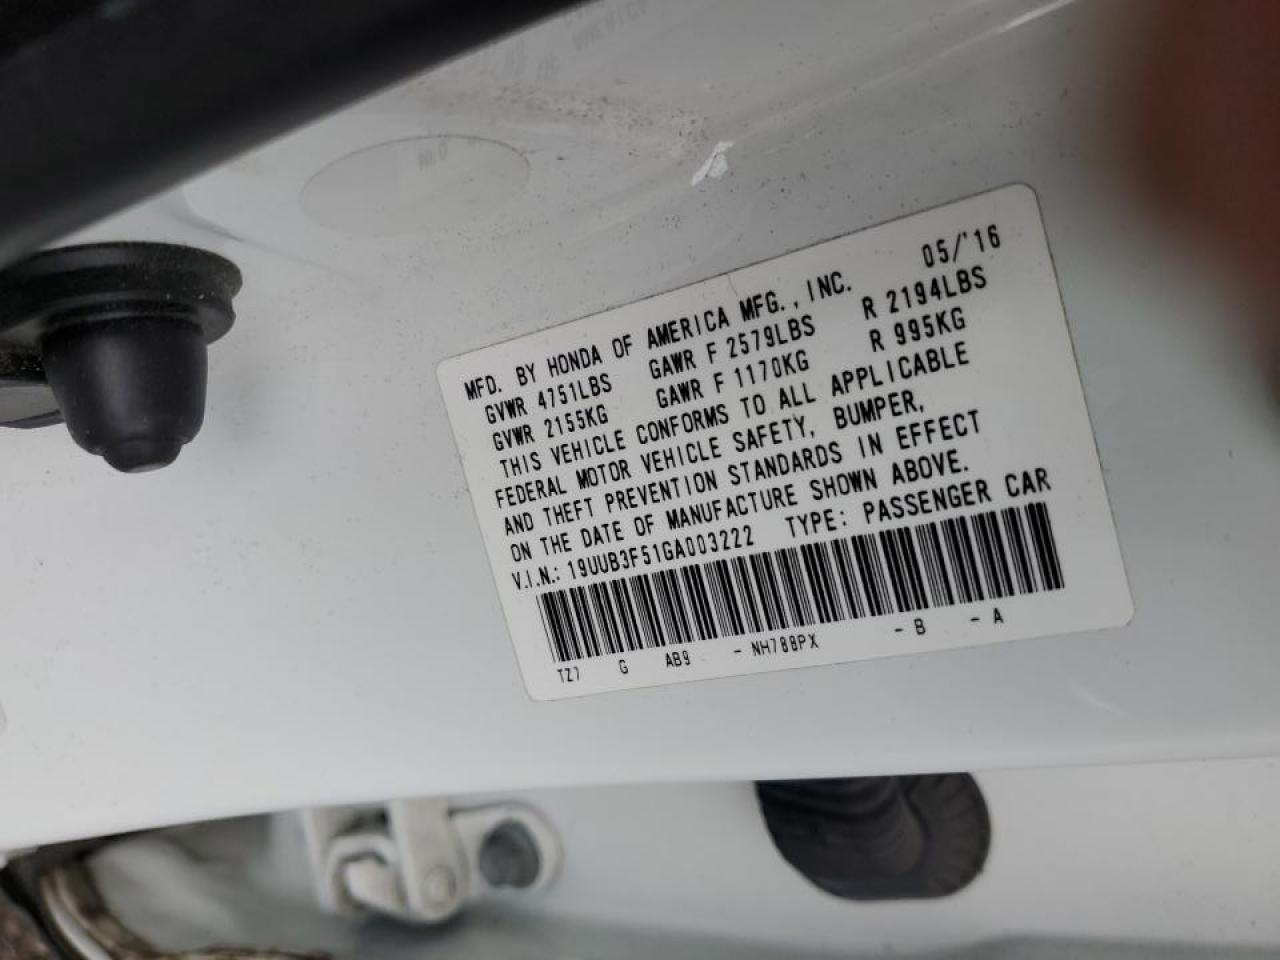 MFD. BY HONDA OF AMERICA MFG., INC. 05/'16
GVWR 4751LBS GAWR F 2579LBS R 2194LBS
GVWR 2155KG GAWR F 1170KG R 995KG
THIS VEHICLE CONFORMS TO ALL APPLICABLE
FEDERAL MOTOR VEHICLE SAFETY, BUMPER,
AND THEFT PREVENTION STANDARDS IN EFFECT
ON THE DATE OF MANUFACTURE SHOWN ABOVE.
V.I.N.: 19UUB3F51GA003222 TYPE: PASSENGER CAR
TZ7 G AB9 - NH788PX - B - A